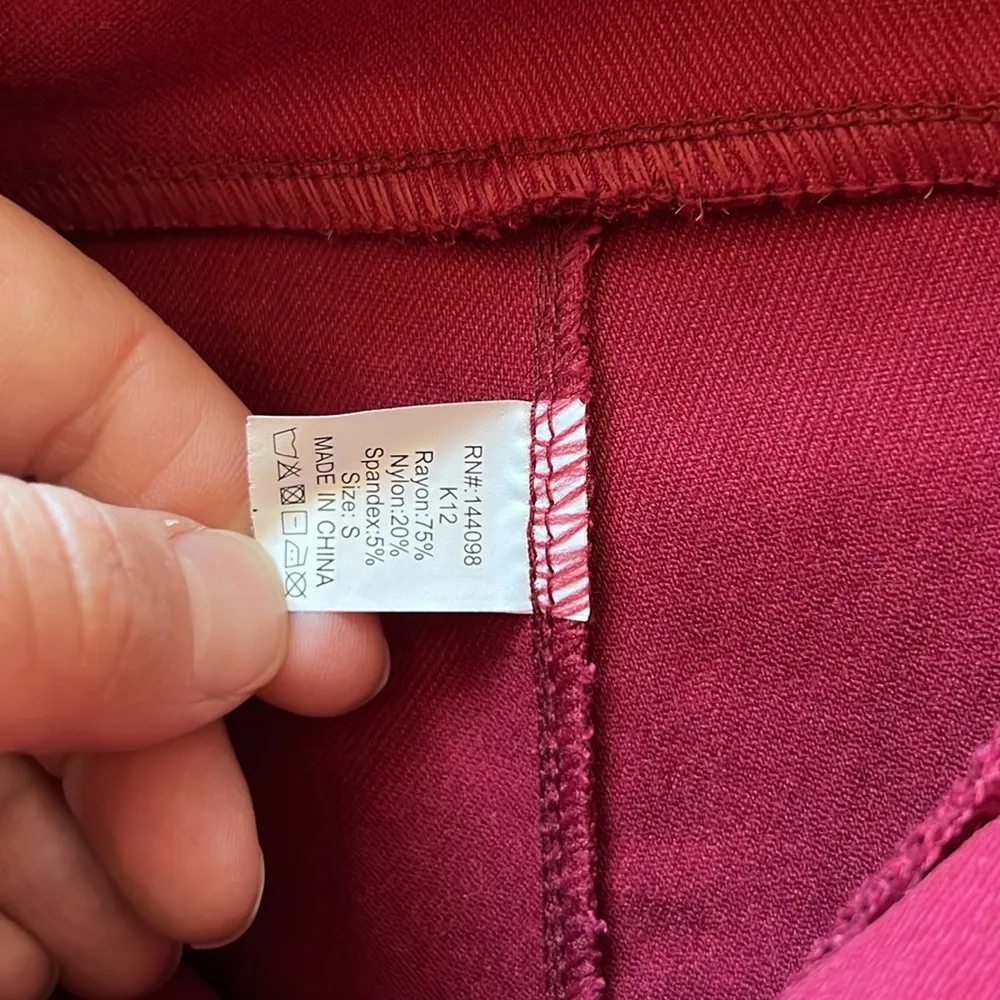 RN#:144098
K12
Rayon:75%
Nylon:20%
Spandex:5%
Size: S
MADE IN CHINA